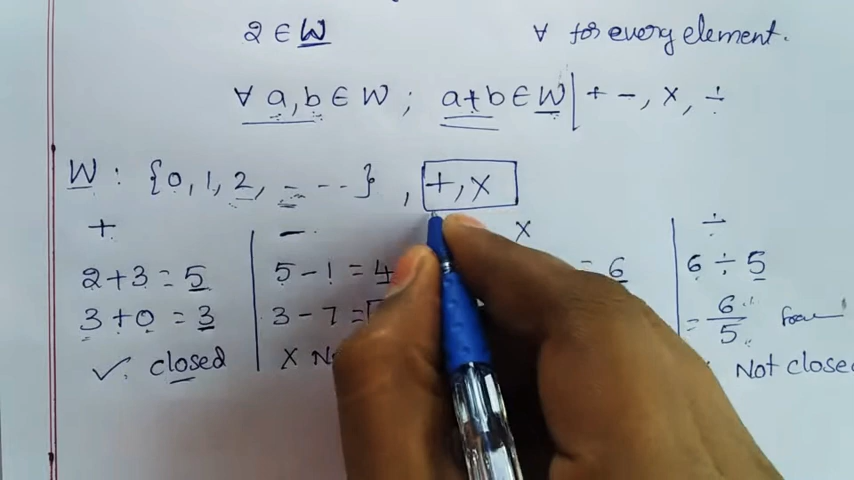 2 ∈ W ∀ for every element.
∀ a, b ∈ W ; a+b ∈ W | + -, ×, ÷
W : {0, 1, 2, - - - -} , +, ×
+ - × ÷
2+3 = 5 5-1 = 4 = 6 6 ÷ 5
3+0 = 3 3-7 = = 6/5
✓ closed × Not closed